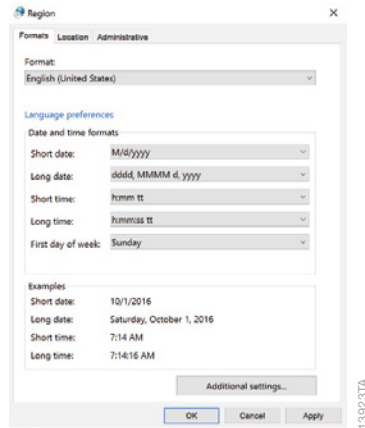 Region
Formats Location Administrative
Format:
English (United States)
Language preferences
Date and time formats
Short date: M/d/yyyy
Long date: dddd, MMMM d, yyyy
Short time: h:mm tt
Long time: h:mm:ss tt
First day of week: Sunday
Examples
Short date: 10/1/2016
Long date: Saturday, October 1, 2016
Short time: 7:14 AM
Long time: 7:14:16 AM
Additional settings...
OK Cancel Apply
13923TA